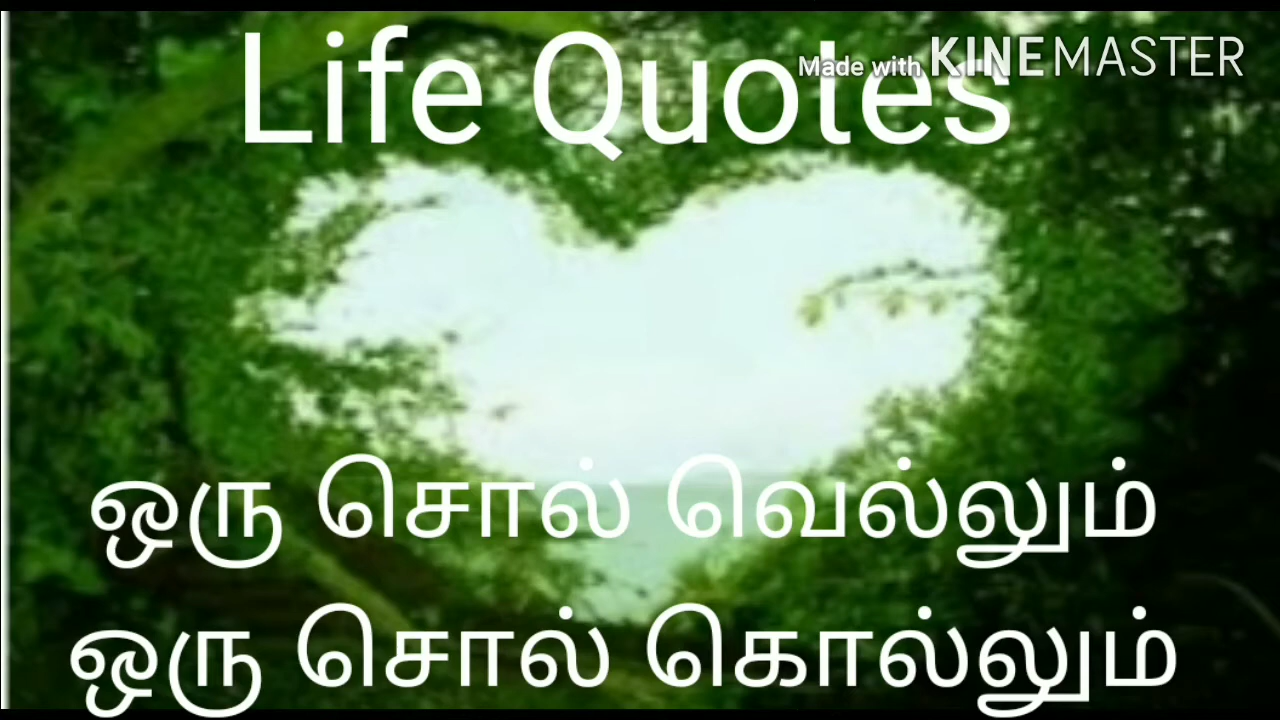 Life Quotes
Made with KINEMASTER
ஒரு சொல் வெல்லும்
ஒரு சொல் கொல்லும்